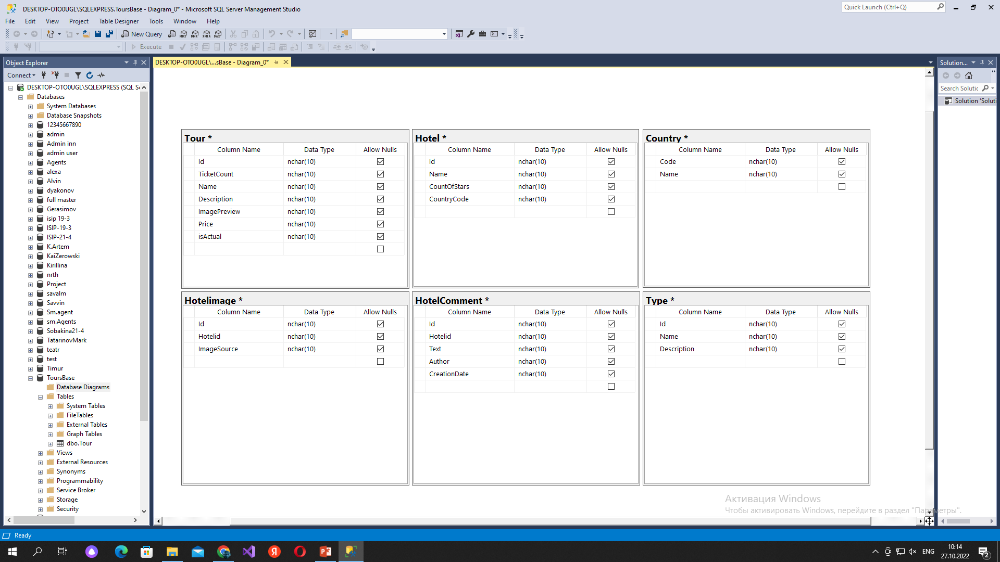 DESKTOP-OTO0UGL\SQLEXPRESS.ToursBase - Diagram_0* - Microsoft SQL Server Management Studio
Quick Launch (Ctrl+Q)
File Edit View Project Table Designer Tools Window Help
New Query
MDX DMX XMLA DAX
Execute
Object Explorer
DESKTOP-OTO0UGL\...sBase - Diagram_0*
Solution...
Connect
Search Solutic
DESKTOP-OTO0UGL\SQLEXPRESS (SQL S
Solution 'Soluti
Databases
System Databases
Database Snapshots
12345667890
admin
Admin inn
admin user
Agents
alexa
Alvin
dyakonov
full master
Gerasimov
isip 19-3
ISIP-19-3
ISIP-21-4
K.Artem
KaiZerowski
Kirillina
nrth
Project
savalm
Savvin
Sm.agent
sm.Agents
Sobakina21-4
TatarinovMark
teatr
test
Timur
ToursBase
Database Diagrams
Tables
System Tables
FileTables
External Tables
Graph Tables
dbo.Tour
Views
External Resources
Synonyms
Programmability
Service Broker
Storage
Security
Tour *
Column Name Data Type Allow Nulls
Id nchar(10)
TicketCount nchar(10)
Name nchar(10)
Description nchar(10)
ImagePreview nchar(10)
Price nchar(10)
isActual nchar(10)
Hotel *
Column Name Data Type Allow Nulls
Id nchar(10)
Name nchar(10)
CountOfStars nchar(10)
CountryCode nchar(10)
Country *
Column Name Data Type Allow Nulls
Code nchar(10)
Name nchar(10)
Hotelimage *
Column Name Data Type Allow Nulls
Id nchar(10)
Hotelid nchar(10)
ImageSource nchar(10)
HotelComment *
Column Name Data Type Allow Nulls
Id nchar(10)
Hotelid nchar(10)
Text nchar(10)
Author nchar(10)
CreationDate nchar(10)
Type *
Column Name Data Type Allow Nulls
Id nchar(10)
Name nchar(10)
Description nchar(10)
Активация Windows
Чтобы активировать Windows, перейдите в раздел "Параметры".
Ready
ENG
10:14
27.10.2022
2